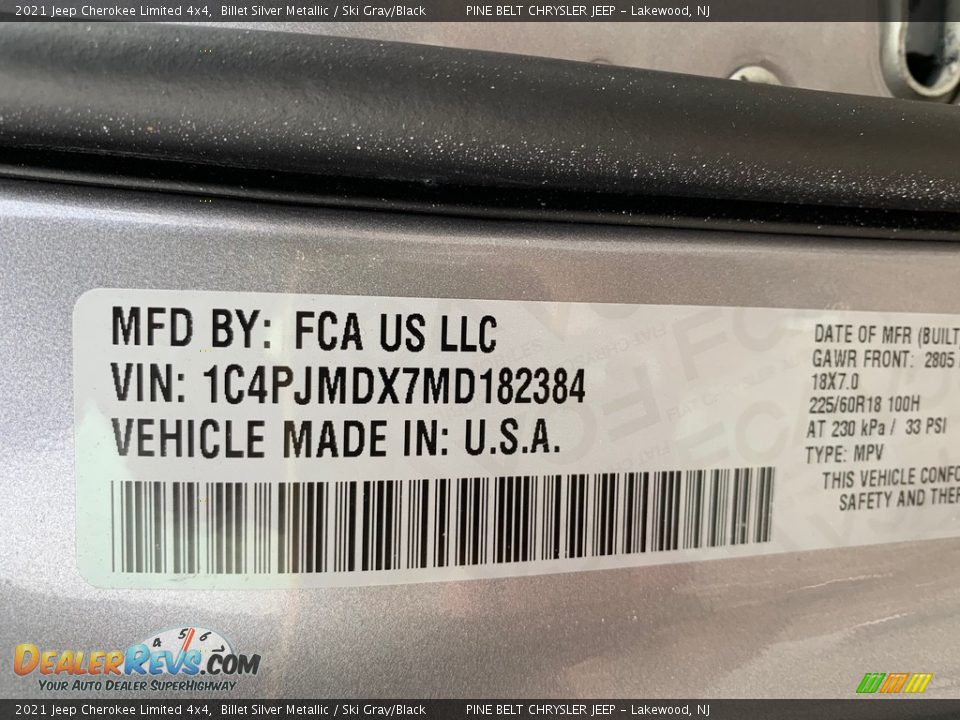 2021 Jeep Cherokee Limited 4x4, Billet Silver Metallic / Ski Gray/Black PINE BELT CHRYSLER JEEP - Lakewood, NJ
MFD BY: FCA US LLC
VIN: 1C4PJMDX7MD182384
VEHICLE MADE IN: U.S.A.
DATE OF MFR (BUILT
GAWR FRONT: 2805
18X7.0
225/60R18 100H
AT 230 kPa / 33 PSI
TYPE: MPV
THIS VEHICLE CONFO
SAFETY AND THEF
4 5 6
DEALERREVS.COM
YOUR AUTO DEALER SUPERHIGHWAY
2021 Jeep Cherokee Limited 4x4, Billet Silver Metallic / Ski Gray/Black PINE BELT CHRYSLER JEEP - Lakewood, NJ